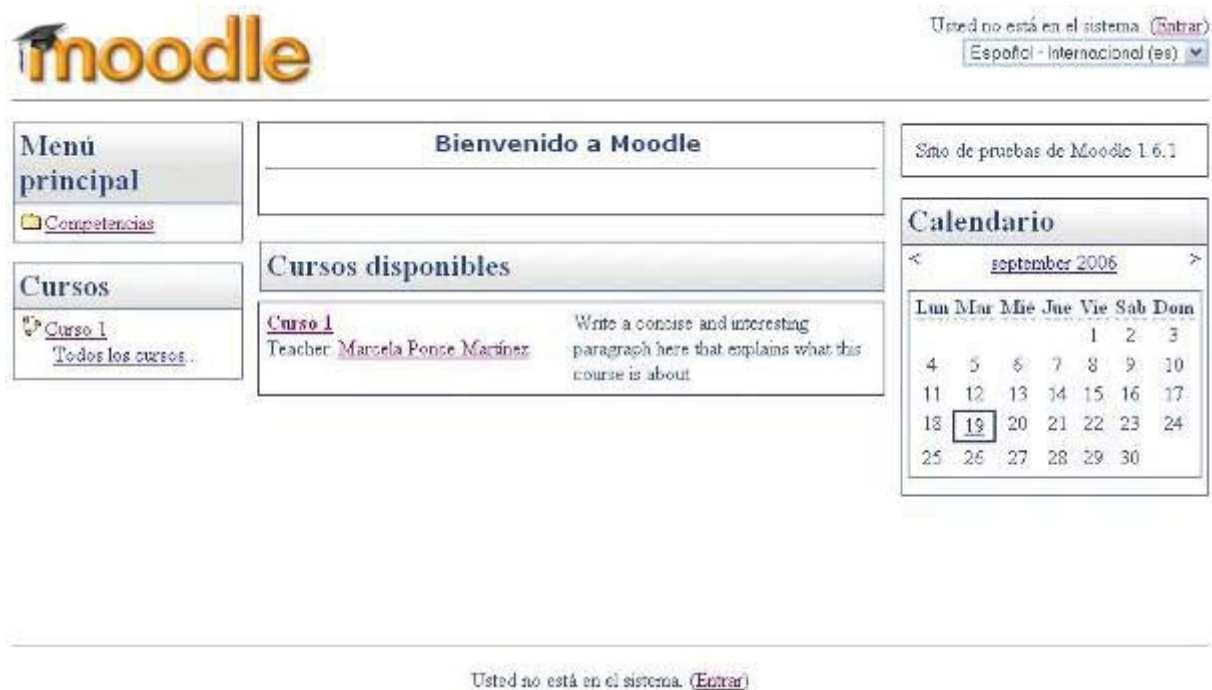 moodle
Usted no está en el sistema. (Entrar)
Español - Internacional (es)
Menú
principal
Competencias
Cursos
Curso 1
Todos los cursos...
Bienvenido a Moodle
Cursos disponibles
Curso 1
Teacher: Marcela Ponce Martínez
Write a concise and interesting
paragraph here that explains what this
course is about
Sitio de pruebas de Moodle 1.6.1
Calendario
< september 2006 >
Lun Mar Mié Jue Vie Sáb Dom
1 2 3
4 5 6 7 8 9 10
11 12 13 14 15 16 17
18 19 20 21 22 23 24
25 26 27 28 29 30
Usted no está en el sistema. (Entrar)